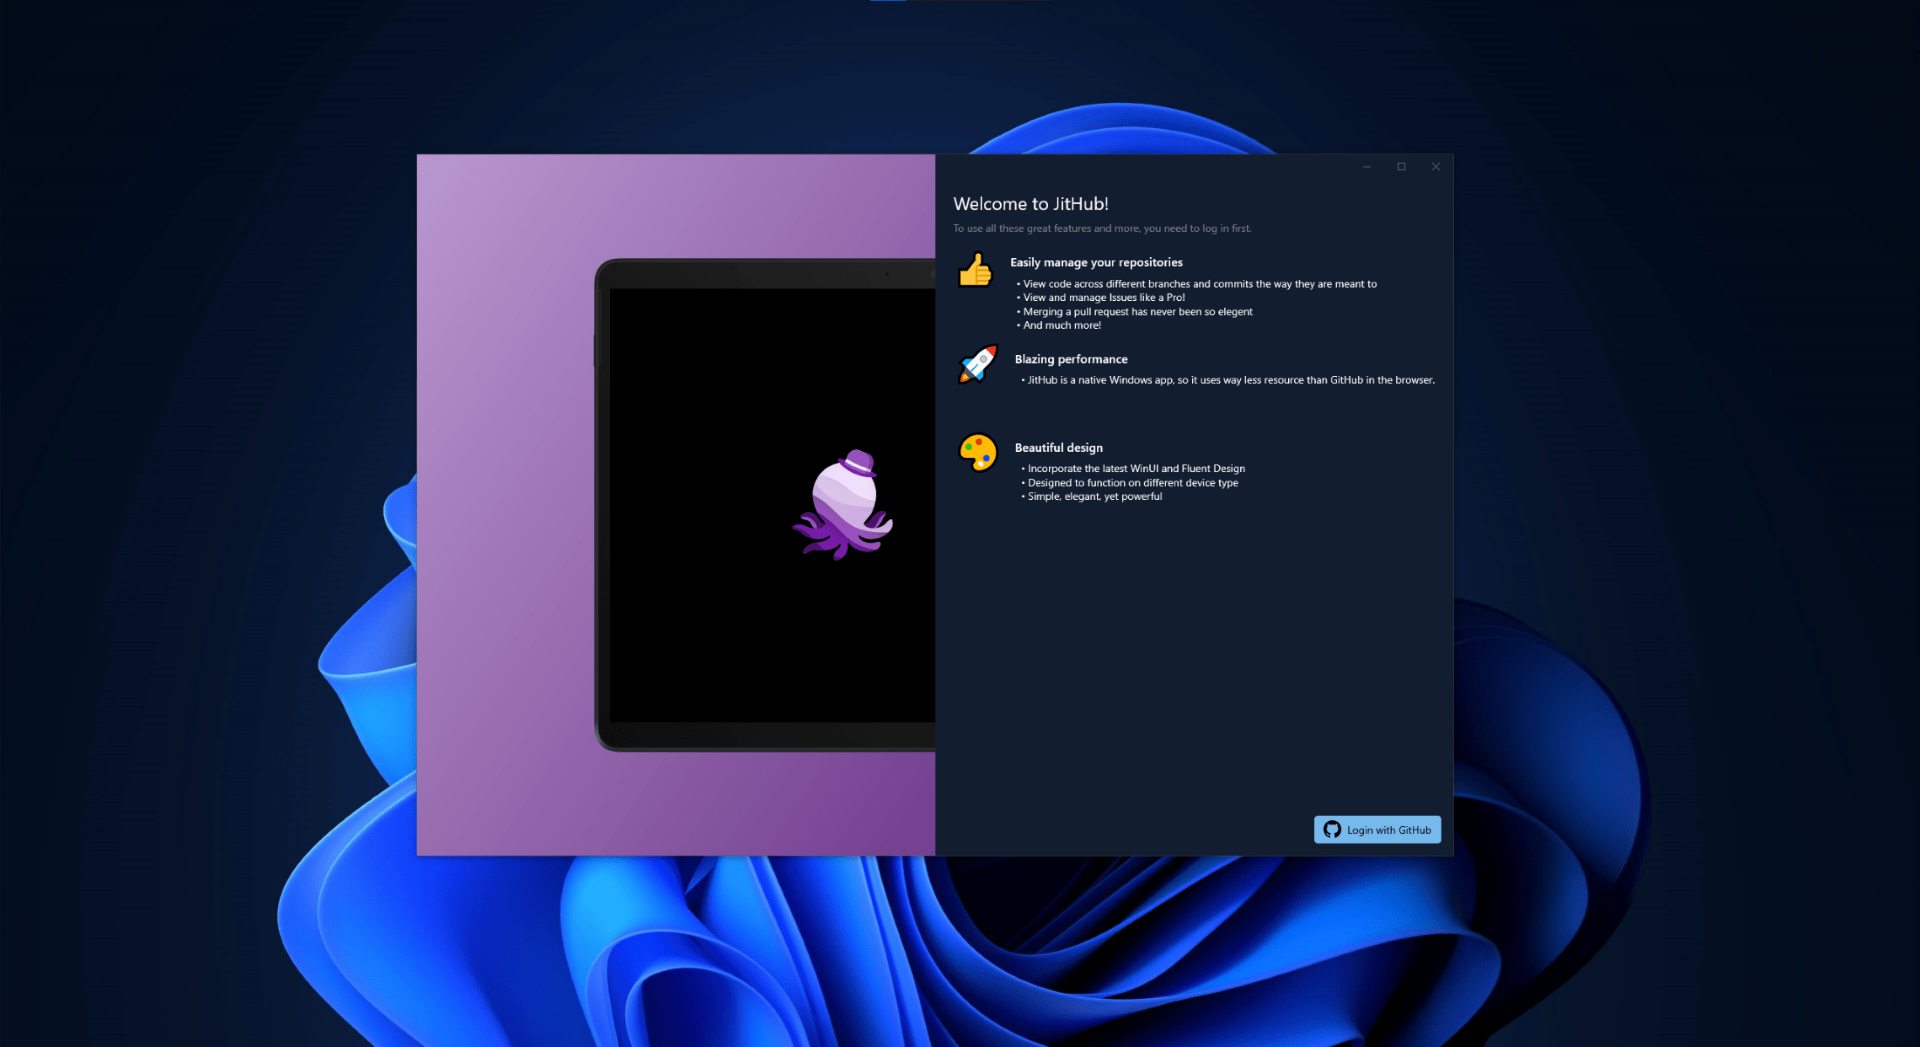 Welcome to JitHub!
To use all these great features and more, you need to log in first.
Easily manage your repositories
• View code across different branches and commits the way they are meant to
• View and manage Issues like a Pro!
• Merging a pull request has never been so elegent
• And much more!
Blazing performance
• JitHub is a native Windows app, so it uses way less resource than GitHub in the browser.
Beautiful design
• Incorporate the latest WinUI and Fluent Design
• Designed to function on different device type
• Simple, elegant, yet powerful
Login with GitHub